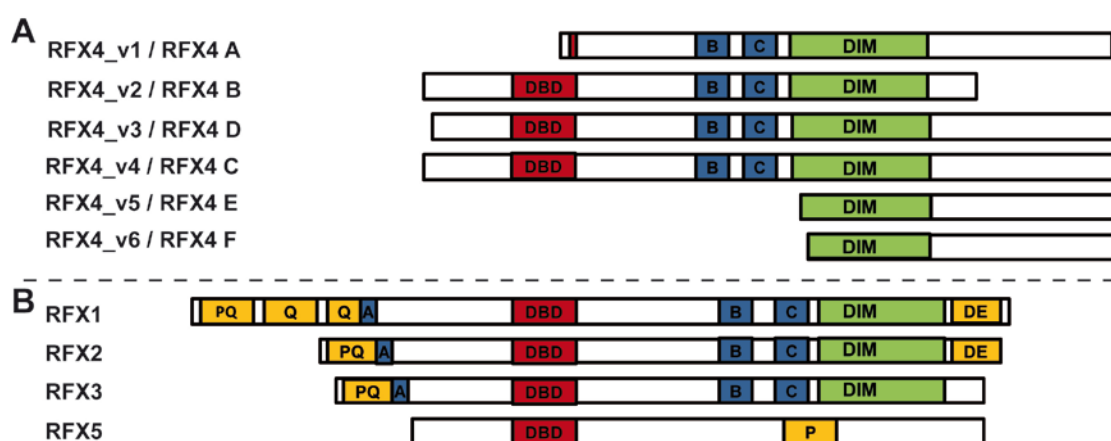 A
RFX4_v1 / RFX4 A B C DIM
RFX4_v2 / RFX4 B DBD B C DIM
RFX4_v3 / RFX4 D DBD B C DIM
RFX4_v4 / RFX4 C DBD B C DIM
RFX4_v5 / RFX4 E DIM
RFX4_v6 / RFX4 F DIM
B
RFX1 PQ Q Q A DBD B C DIM DE
RFX2 PQ A DBD B C DIM DE
RFX3 PQ A DBD B C DIM
RFX5 DBD P